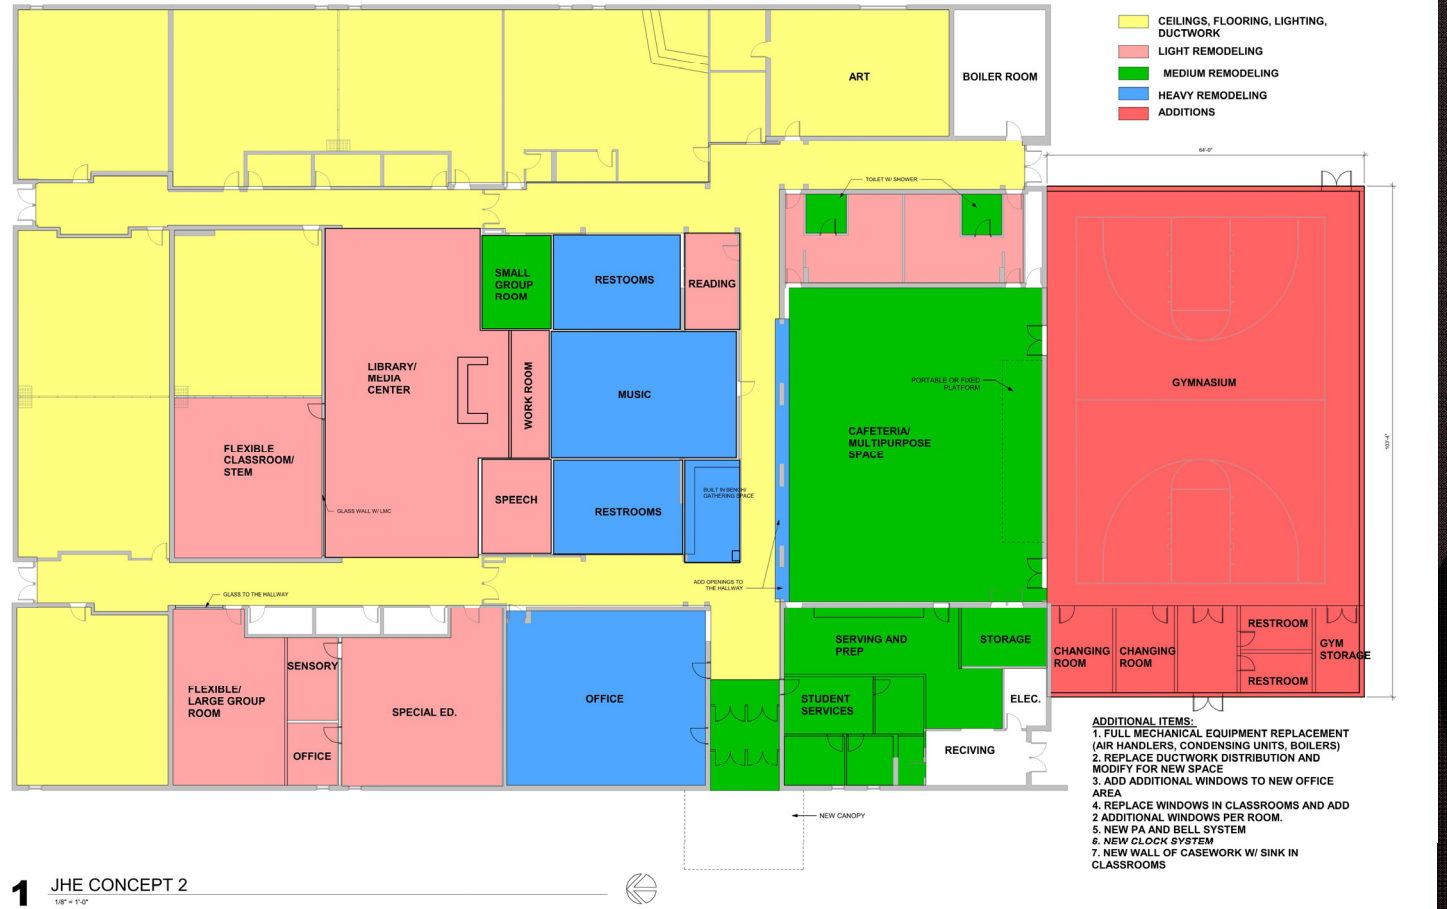 CEILINGS, FLOORING, LIGHTING,
DUCTWORK
LIGHT REMODELING
MEDIUM REMODELING
HEAVY REMODELING
ADDITIONS
ART
BOILER ROOM
64'-0"
TOILET W/ SHOWER
SMALL
GROUP
ROOM
RESTOOMS
READING
LIBRARY/
MEDIA
CENTER
WORK ROOM
MUSIC
PORTABLE OR FIXED
PLATFORM
GYMNASIUM
103'-4"
CAFETERIA/
MULTIPURPOSE
SPACE
FLEXIBLE
CLASSROOM/
STEM
GLASS WALL W/ LMC
SPEECH
RESTROOMS
BUILT IN BENCH/
GATHERING SPACE
ADD OPENINGS TO
THE HALLWAY
GLASS TO THE HALLWAY
SERVING AND
PREP
STORAGE
CHANGING
ROOM
CHANGING
ROOM
RESTROOM
RESTROOM
GYM
STORAGE
FLEXIBLE/
LARGE GROUP
ROOM
SENSORY
OFFICE
SPECIAL ED.
OFFICE
STUDENT
SERVICES
ELEC.
RECIVING
NEW CANOPY
ADDITIONAL ITEMS:
1. FULL MECHANICAL EQUIPMENT REPLACEMENT
(AIR HANDLERS, CONDENSING UNITS, BOILERS)
2. REPLACE DUCTWORK DISTRIBUTION AND
MODIFY FOR NEW SPACE
3. ADD ADDITIONAL WINDOWS TO NEW OFFICE
AREA
4. REPLACE WINDOWS IN CLASSROOMS AND ADD
2 ADDITIONAL WINDOWS PER ROOM.
5. NEW PA AND BELL SYSTEM
6. NEW CLOCK SYSTEM
7. NEW WALL OF CASEWORK W/ SINK IN
CLASSROOMS
1 JHE CONCEPT 2
1/8" = 1'-0"